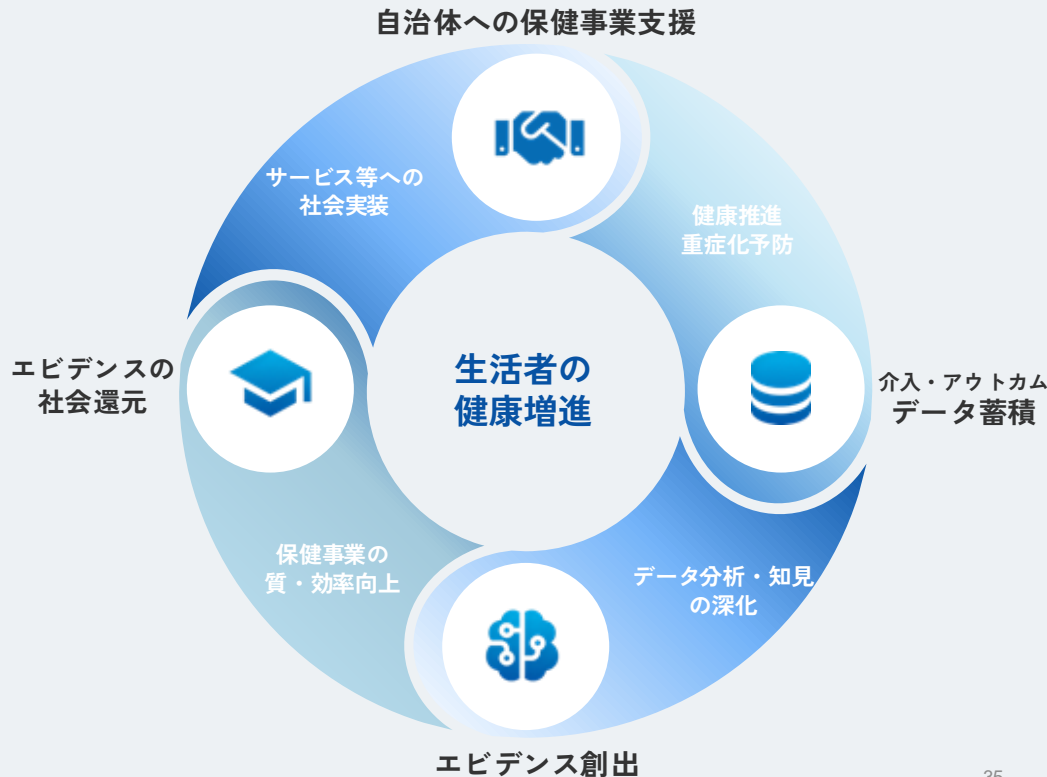 自治体への保健事業支援
サービス等への
社会実装
健康推進
重症化予防
エビデンスの
社会還元
生活者の
健康増進
介入・アウトカム
データ蓄積
保健事業の
質・効率向上
データ分析・知見
の深化
エビデンス創出